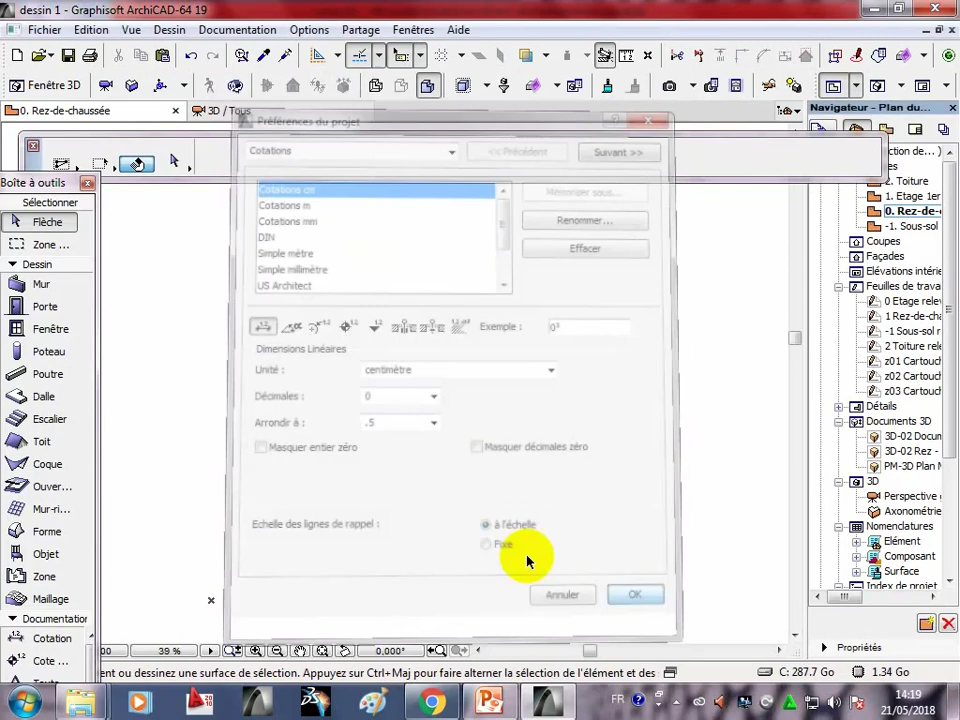 dessin 1 - Graphisoft ArchiCAD-64 19
Fichier Edition Vue Dessin Documentation Options Partage Fenêtres Aide
Fenêtre 3D
0. Rez-de-chaussée
3D / Tous
Navigateur - Plan du...
Préférences du projet
Cotations
<< Précédent
Suivant >>
Cotations cm
Cotations m
Cotations mm
DIN
Simple mètre
Simple millimètre
US Architect
Mémoriser sous...
Renommer...
Effacer
Exemple :
0⁵
Dimensions Linéaires
Unité :
centimètre
Décimales :
0
Arrondir à :
.5
Masquer entier zéro
Masquer décimales zéro
Echelle des lignes de rappel :
à l'échelle
Fixe
Annuler
OK
Boîte à outils
Sélectionner
Flèche
Zone ...
Dessin
Mur
Porte
Fenêtre
Poteau
Poutre
Dalle
Escalier
Toit
Coque
Ouver...
Mur-ri...
Forme
Objet
Zone
Maillage
Documentation
Cotation
Cote ...
2. Toiture
1. Etage 1er
0. Rez-de-
-1. Sous-sol
Coupes
Façades
Elévations intérie
Feuilles de trava
0 Etage relev
1 Rez-de-cha
-1 Sous-sol r
2 Toiture rele
z01 Cartouch
z02 Cartouch
z03 Cartouch
Détails
Documents 3D
3D-02 Docum
3D-02 Rez -
PM-3D Plan M
3D
Perspective g
Axonométrie
Nomenclatures
Elément
Composant
Surface
Index de projet
Propriétés
39 %
0,000°
ent ou dessinez une surface de sélection. Appuyez sur Ctrl+Maj pour faire alterner la sélection de l'élément et des
C: 287.7 Go
1.34 Go
FR
14:19
21/05/2018